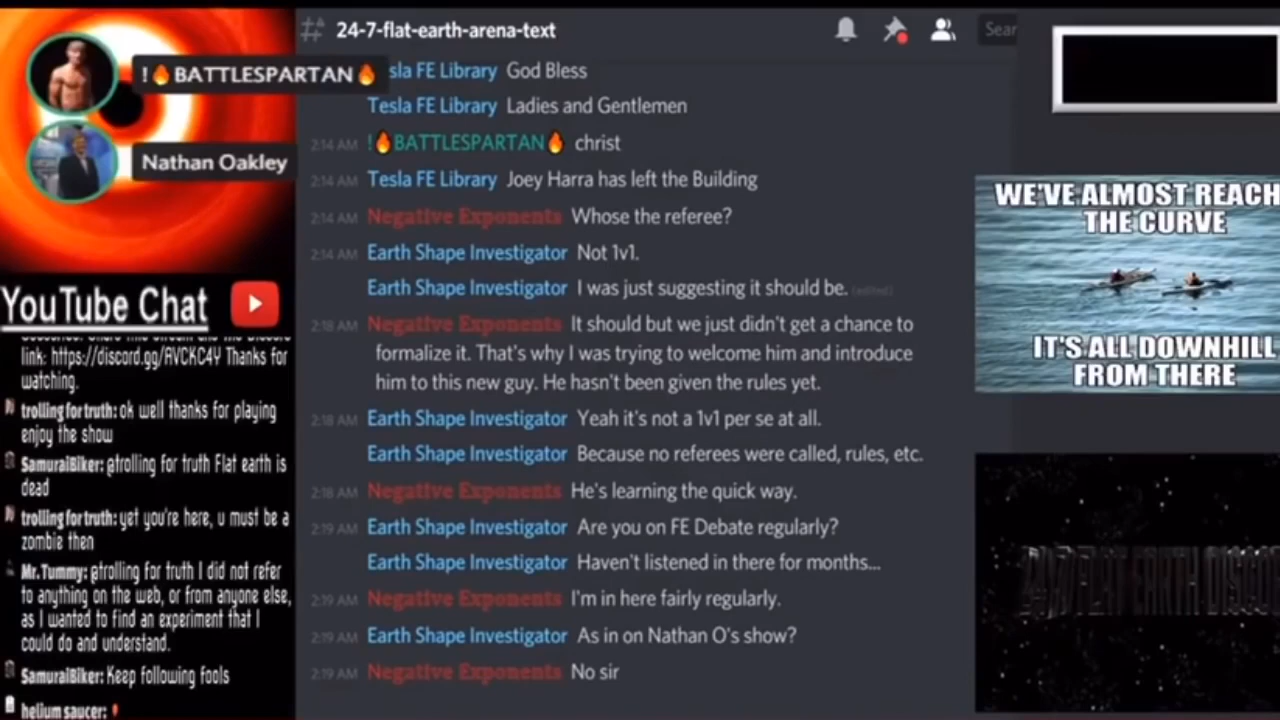 24-7-flat-earth-arena-text
Sear
!🔥BATTLESPARTAN🔥
Nathan Oakley
sla FE Library God Bless
Tesla FE Library Ladies and Gentlemen
2:14 AM !🔥BATTLESPARTAN🔥 christ
2:14 AM Tesla FE Library Joey Harra has left the Building
2:14 AM Negative Exponents Whose the referee?
2:14 AM Earth Shape Investigator Not 1v1.
Earth Shape Investigator I was just suggesting it should be. (edited)
2:18 AM Negative Exponents It should but we just didn't get a chance to
formalize it. That's why I was trying to welcome him and introduce
him to this new guy. He hasn't been given the rules yet.
2:18 AM Earth Shape Investigator Yeah it's not a 1v1 per se at all.
Earth Shape Investigator Because no referees were called, rules, etc.
2:18 AM Negative Exponents He's learning the quick way.
2:19 AM Earth Shape Investigator Are you on FE Debate regularly?
Earth Shape Investigator Haven't listened in there for months...
2:19 AM Negative Exponents I'm in here fairly regularly.
2:19 AM Earth Shape Investigator As in on Nathan O's show?
2:19 AM Negative Exponents No sir
YouTube Chat
link: https://discord.gg/AVCKC4Y Thanks for
watching.
trolling for truth: ok well thanks for playing
enjoy the show
SamuraiBiker: @trolling for truth Flat earth is
dead
trolling for truth: yet you're here, u must be a
zombie then
Mr.Tummy: @trolling for truth I did not refer
to anything on the web, or from anyone else,
as I wanted to find an experiment that I
could do and understand.
SamuraiBiker: Keep following fools
helium saucer:
WE'VE ALMOST REACH
THE CURVE
IT'S ALL DOWNHILL
FROM THERE
24/7 FLAT EARTH DISCO